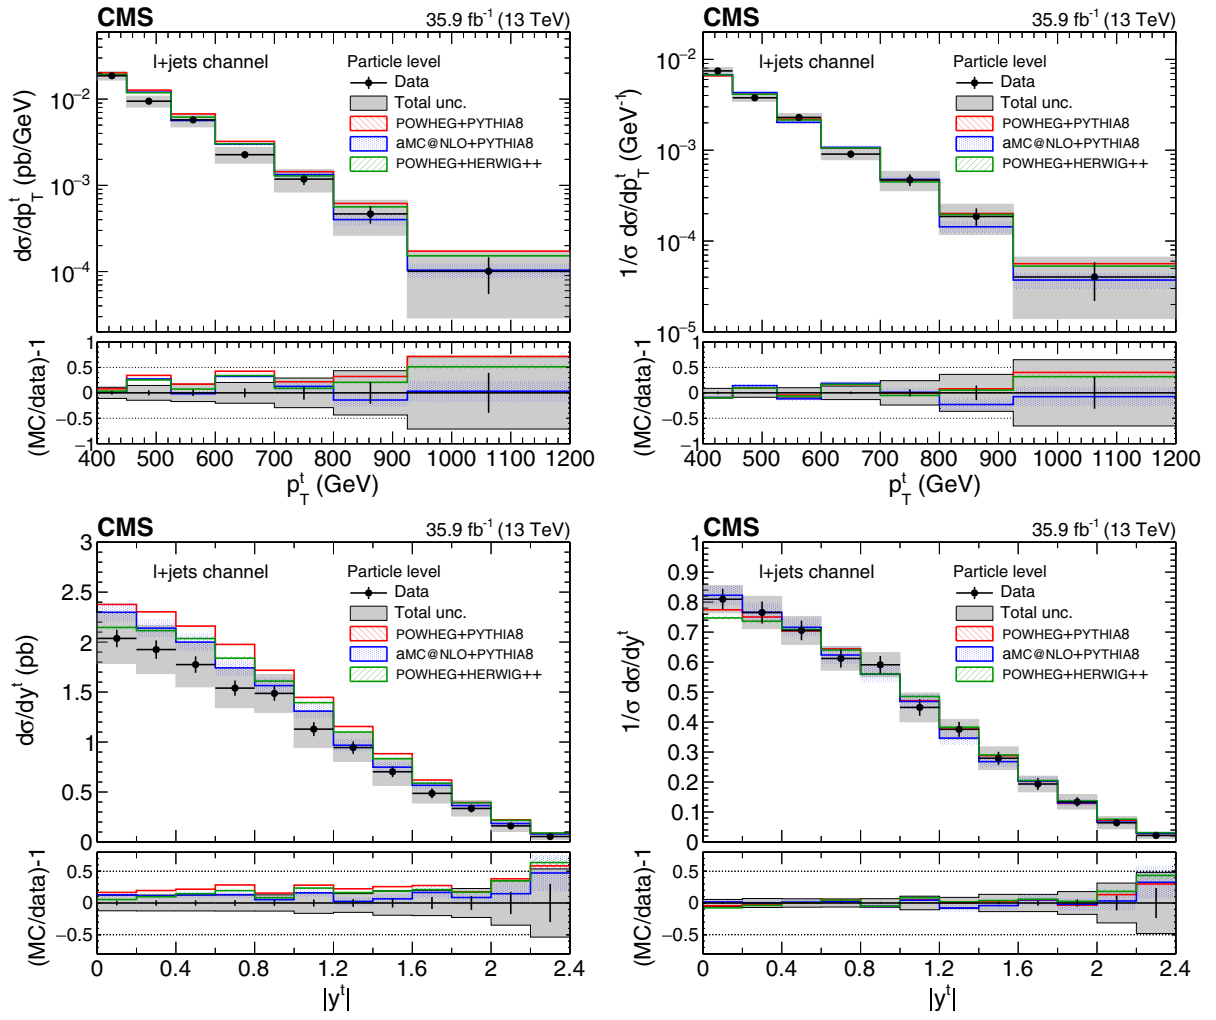 CMS 35.9 fb⁻¹ (13 TeV)
l+jets channel
Particle level
Data
Total unc.
POWHEG+PYTHIA8
aMC@NLO+PYTHIA8
POWHEG+HERWIG++
dσ/dp_T^t (pb/GeV)
10⁻²
10⁻³
10⁻⁴
(MC/data)-1
1
0.5
0
−0.5
−1
400 500 600 700 800 900 1000 1100 1200
p_T^t (GeV)
CMS 35.9 fb⁻¹ (13 TeV)
l+jets channel
Particle level
Data
Total unc.
POWHEG+PYTHIA8
aMC@NLO+PYTHIA8
POWHEG+HERWIG++
1/σ dσ/dp_T^t (GeV⁻¹)
10⁻²
10⁻³
10⁻⁴
10⁻⁵
(MC/data)-1
1
0.5
0
−0.5
−1
400 500 600 700 800 900 1000 1100 1200
p_T^t (GeV)
CMS 35.9 fb⁻¹ (13 TeV)
l+jets channel
Particle level
Data
Total unc.
POWHEG+PYTHIA8
aMC@NLO+PYTHIA8
POWHEG+HERWIG++
dσ/dy^t (pb)
3
2.5
2
1.5
1
0.5
0
(MC/data)-1
0.5
0
−0.5
0 0.4 0.8 1.2 1.6 2 2.4
|y^t|
CMS 35.9 fb⁻¹ (13 TeV)
l+jets channel
Particle level
Data
Total unc.
POWHEG+PYTHIA8
aMC@NLO+PYTHIA8
POWHEG+HERWIG++
1/σ dσ/dy^t
1
0.9
0.8
0.7
0.6
0.5
0.4
0.3
0.2
0.1
0
(MC/data)-1
0.5
0
−0.5
0 0.4 0.8 1.2 1.6 2 2.4
|y^t|